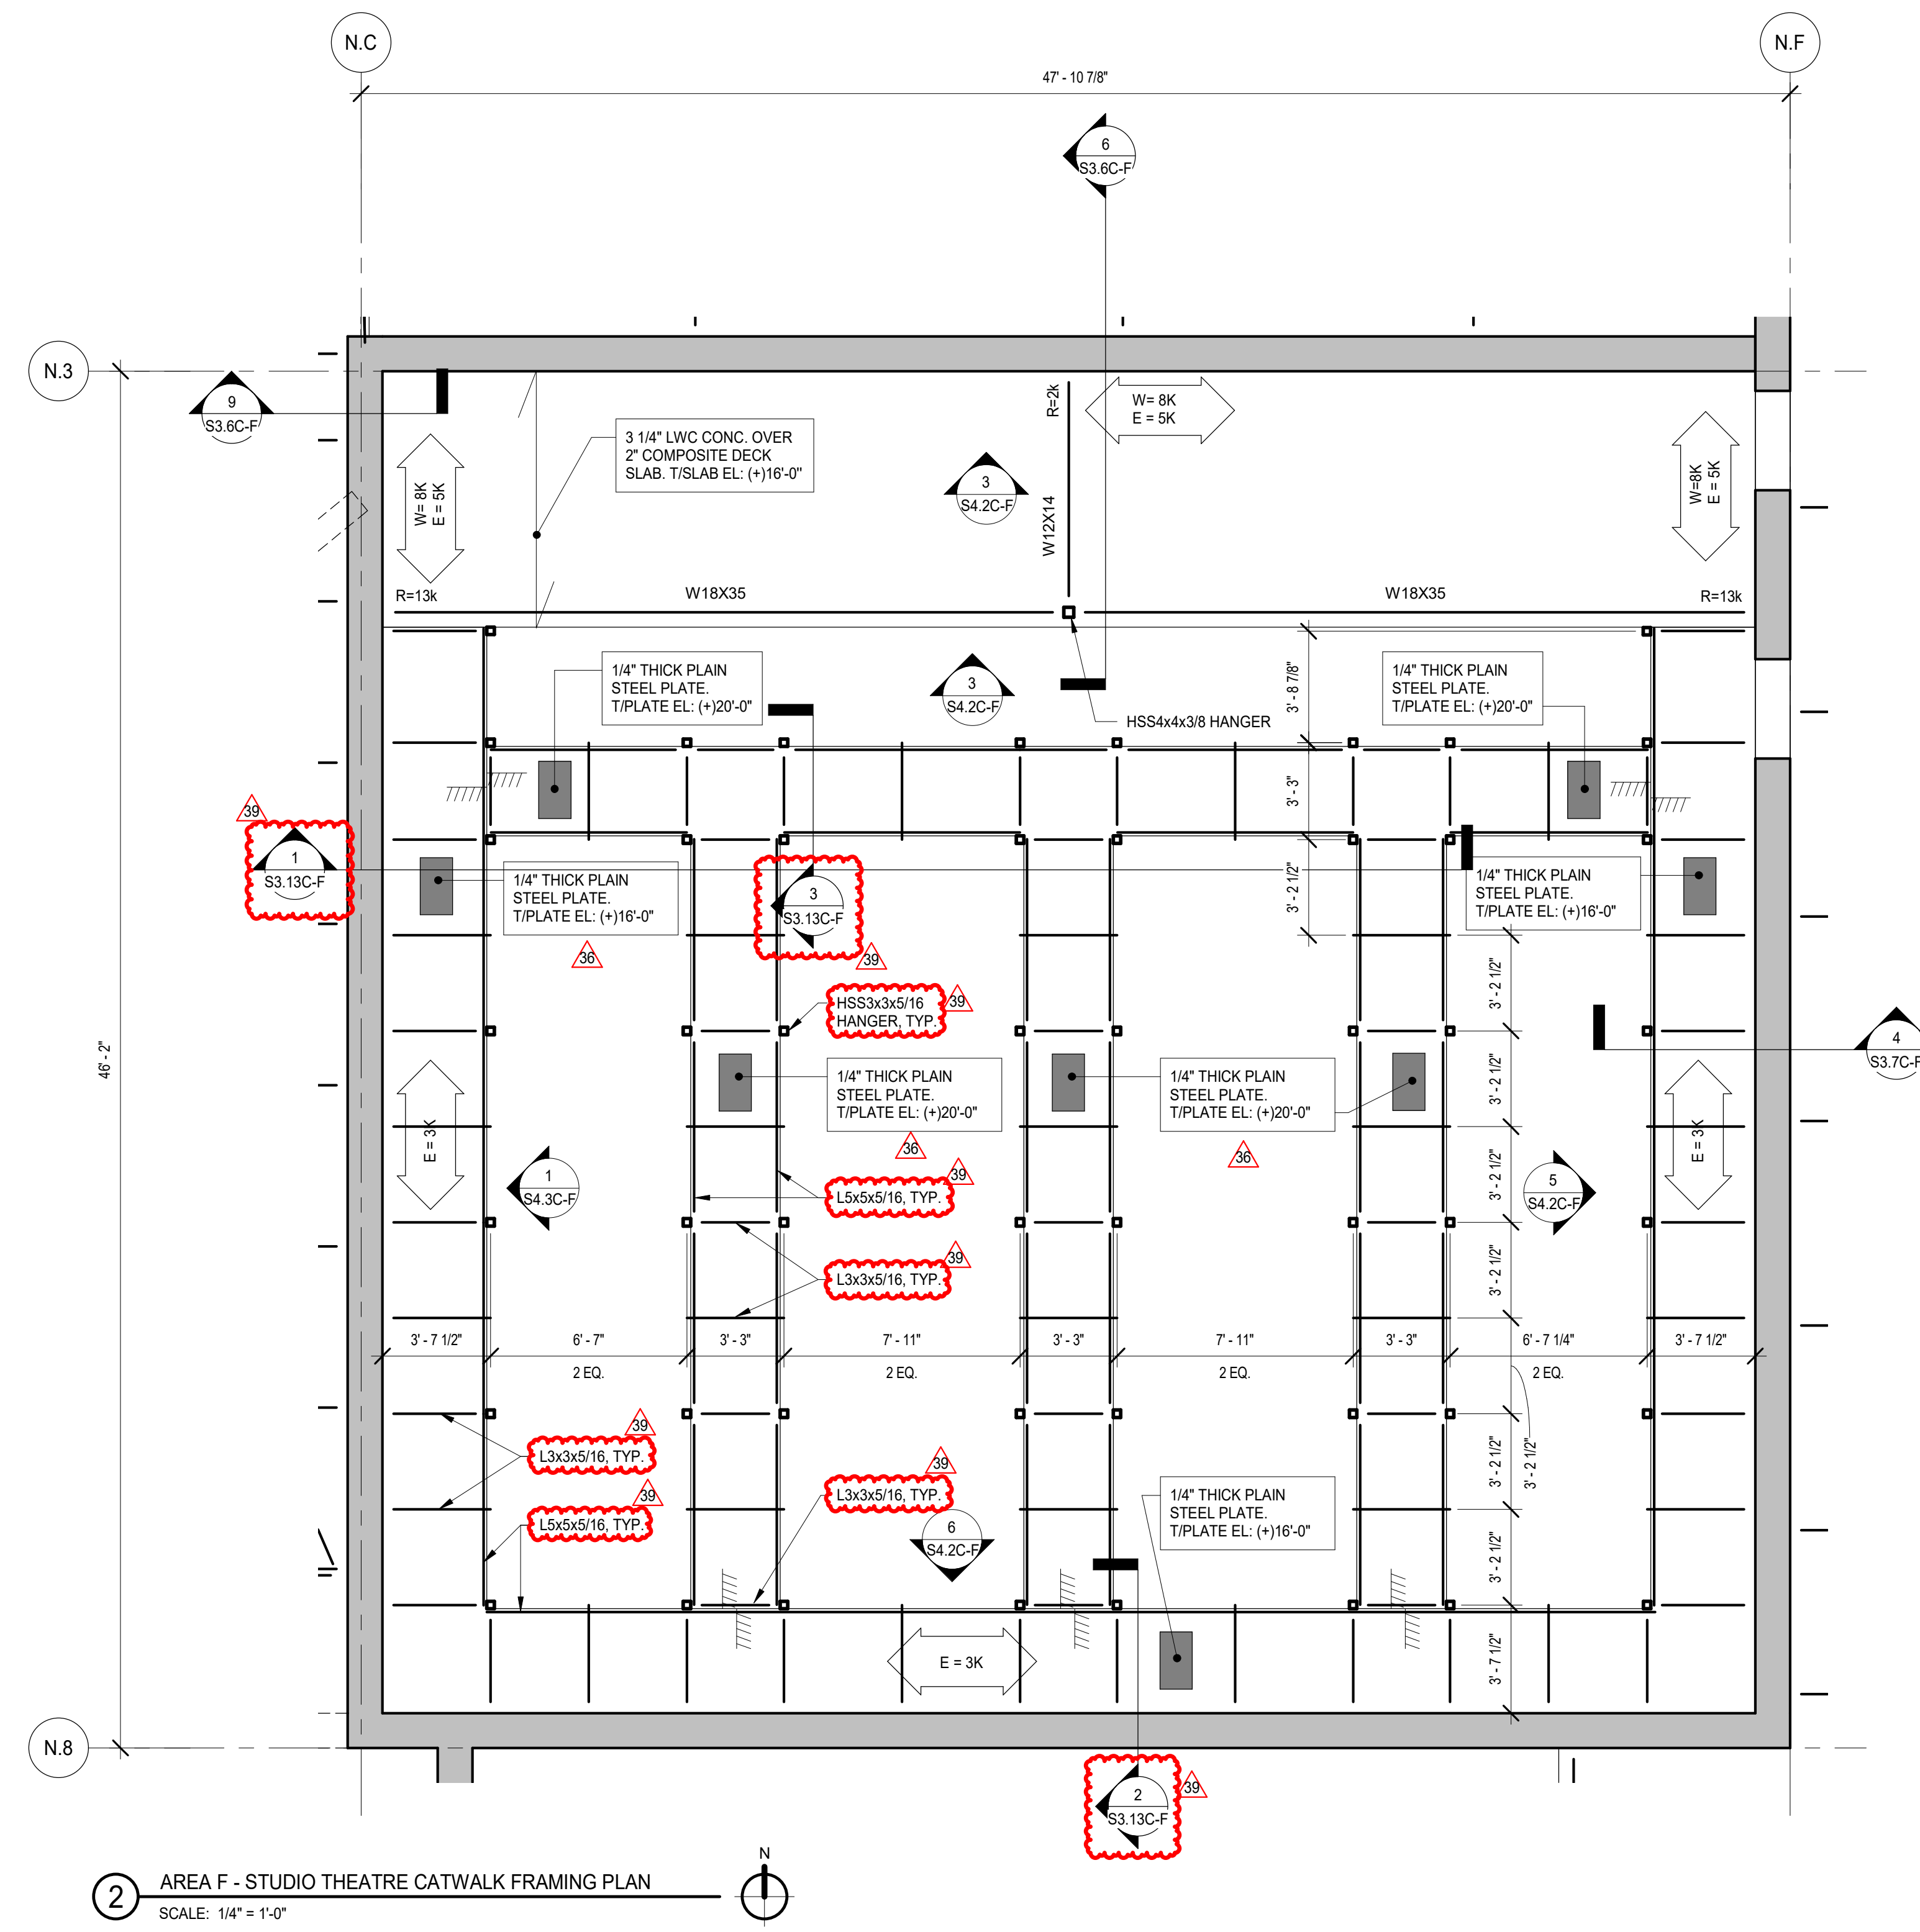 N.C
N.F
47' - 10 7/8"
6
S3.6C-F
N.3
9
S3.6C-F
W= 8K
E = 5K
3 1/4" LWC CONC. OVER
2" COMPOSITE DECK
SLAB. T/SLAB EL: (+)16'-0"
R=2k
W= 8K
E = 5K
3
S4.2C-F
W12X14
W=8K
E = 5K
R=13k
W18X35
W18X35
R=13k
1/4" THICK PLAIN
STEEL PLATE.
T/PLATE EL: (+)20'-0"
3
S4.2C-F
HSS4x4x3/8 HANGER
3' - 8 7/8"
1/4" THICK PLAIN
STEEL PLATE.
T/PLATE EL: (+)20'-0"
3' - 3"
39
1
S3.13C-F
1/4" THICK PLAIN
STEEL PLATE.
T/PLATE EL: (+)16'-0"
36
3
S3.13C-F
39
3' - 2 1/2"
1/4" THICK PLAIN
STEEL PLATE.
T/PLATE EL: (+)16'-0"
HSS3x3x5/16
HANGER, TYP.
39
3' - 2 1/2"
4
S3.7C-F
46' - 2"
1/4" THICK PLAIN
STEEL PLATE.
T/PLATE EL: (+)20'-0"
36
1/4" THICK PLAIN
STEEL PLATE.
T/PLATE EL: (+)20'-0"
36
3' - 2 1/2"
E = 3K
1
S4.3C-F
39
L5x5x5/16, TYP.
3' - 2 1/2"
5
S4.2C-F
E = 3K
39
L3x3x5/16, TYP.
3' - 2 1/2"
3' - 7 1/2"
6' - 7"
3' - 3"
7' - 11"
3' - 3"
7' - 11"
3' - 3"
6' - 7 1/4"
3' - 7 1/2"
2 EQ.
2 EQ.
2 EQ.
2 EQ.
39
L3x3x5/16, TYP.
39
L5x5x5/16, TYP.
39
L3x3x5/16, TYP.
6
S4.2C-F
1/4" THICK PLAIN
STEEL PLATE.
T/PLATE EL: (+)16'-0"
3' - 2 1/2"
3' - 2 1/2"
3' - 2 1/2"
E = 3K
3' - 7 1/2"
N.8
2
S3.13C-F
39
2
AREA F - STUDIO THEATRE CATWALK FRAMING PLAN
SCALE: 1/4" = 1'-0"
N